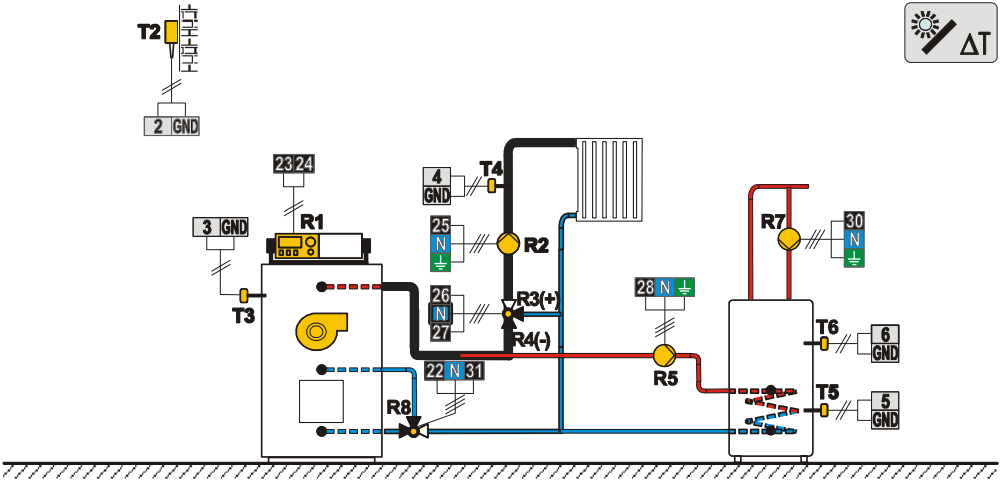 T2
ΔT
2 GND
23 24
T4
4
GND
3 GND
R1
R7
30
N
25
N
R2
28 N
26
N
27
R3(+)
T3
R4(-)
T6
6
GND
22 N 31
R5
T5
5
GND
R8